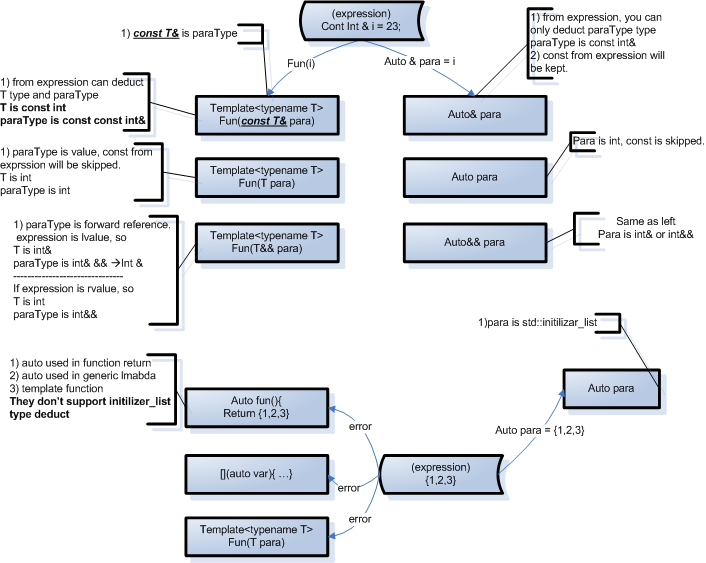 (expression)
Cont Int & i = 23;
1) const T& is paraType
1) from expression, you can
only deduct paraType type
paraType is const int&
2) const from expression will
be kept.
Fun(i)
Auto & para = i
1) from expression can deduct
T type and paraType
T is const int
paraType is const const int&
Template<typename T>
Fun(const T& para)
Auto& para
1) paraType is value, const from
exprssion will be skipped.
T is int
paraType is int
Template<typename T>
Fun(T para)
Auto para
Para is int, const is skipped.
1) paraType is forward reference.
expression is lvalue, so
T is int&
paraType is int& && →Int &
-------------------------------
If expression is rvalue, so
T is int
paraType is int&&
Template<typename T>
Fun(T&& para)
Auto&& para
Same as left
Para is int& or int&&
1)para is std::initilizar_list
1) auto used in function return
2) auto used in generic lmabda
3) template function
They don't support initilizer_list
type deduct
Auto fun(){
Return {1,2,3}
Auto para
error
Auto para = {1,2,3}
[](auto var){ …}
error
(expression)
{1,2,3}
error
Template<typename T>
Fun(T para)